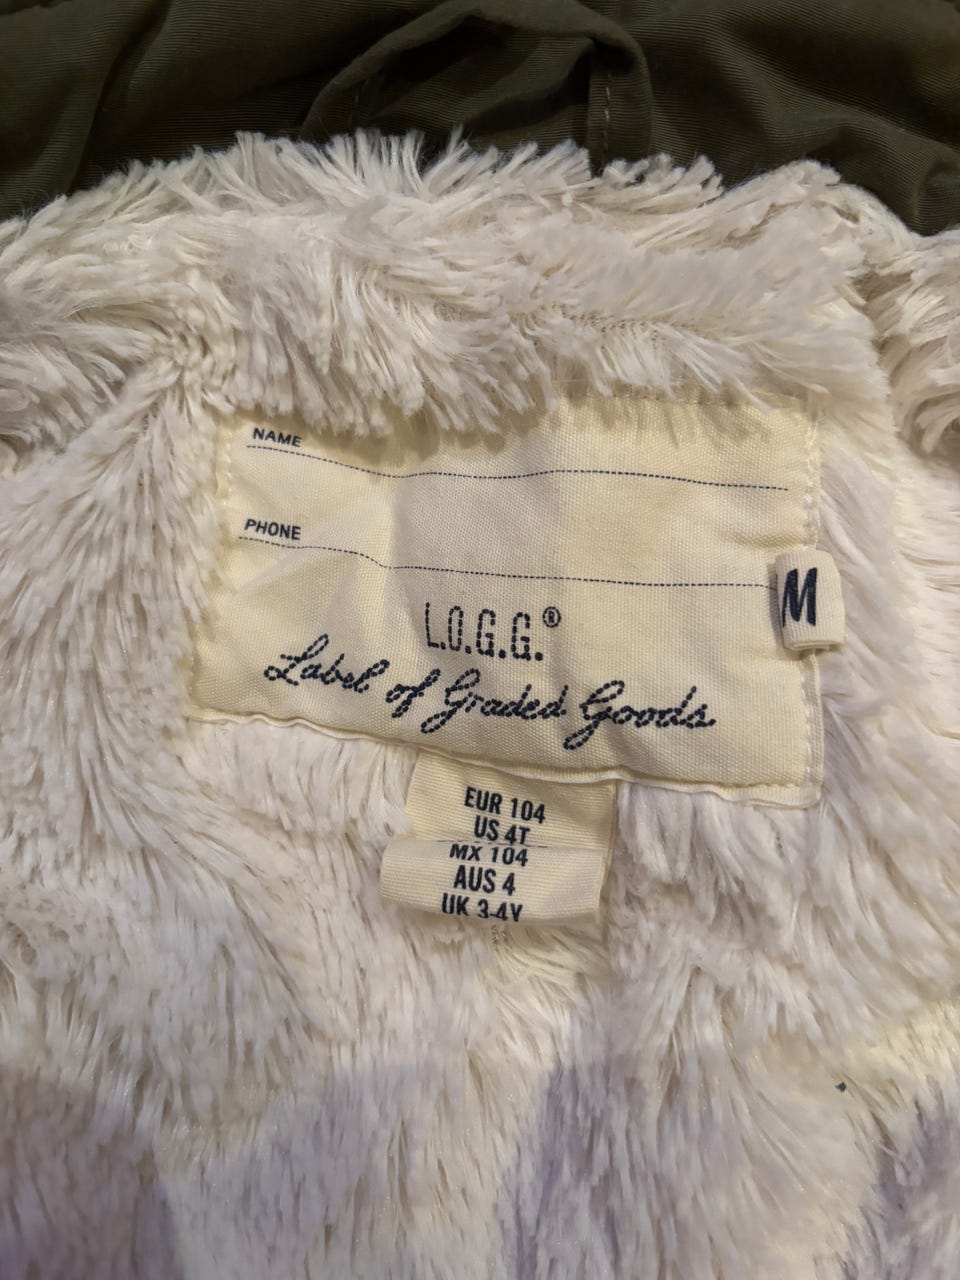 NAME
PHONE
M
L.O.G.G.®
Label of Graded Goods
EUR 104
US 4T
MX 104
AUS 4
UK 3-4Y